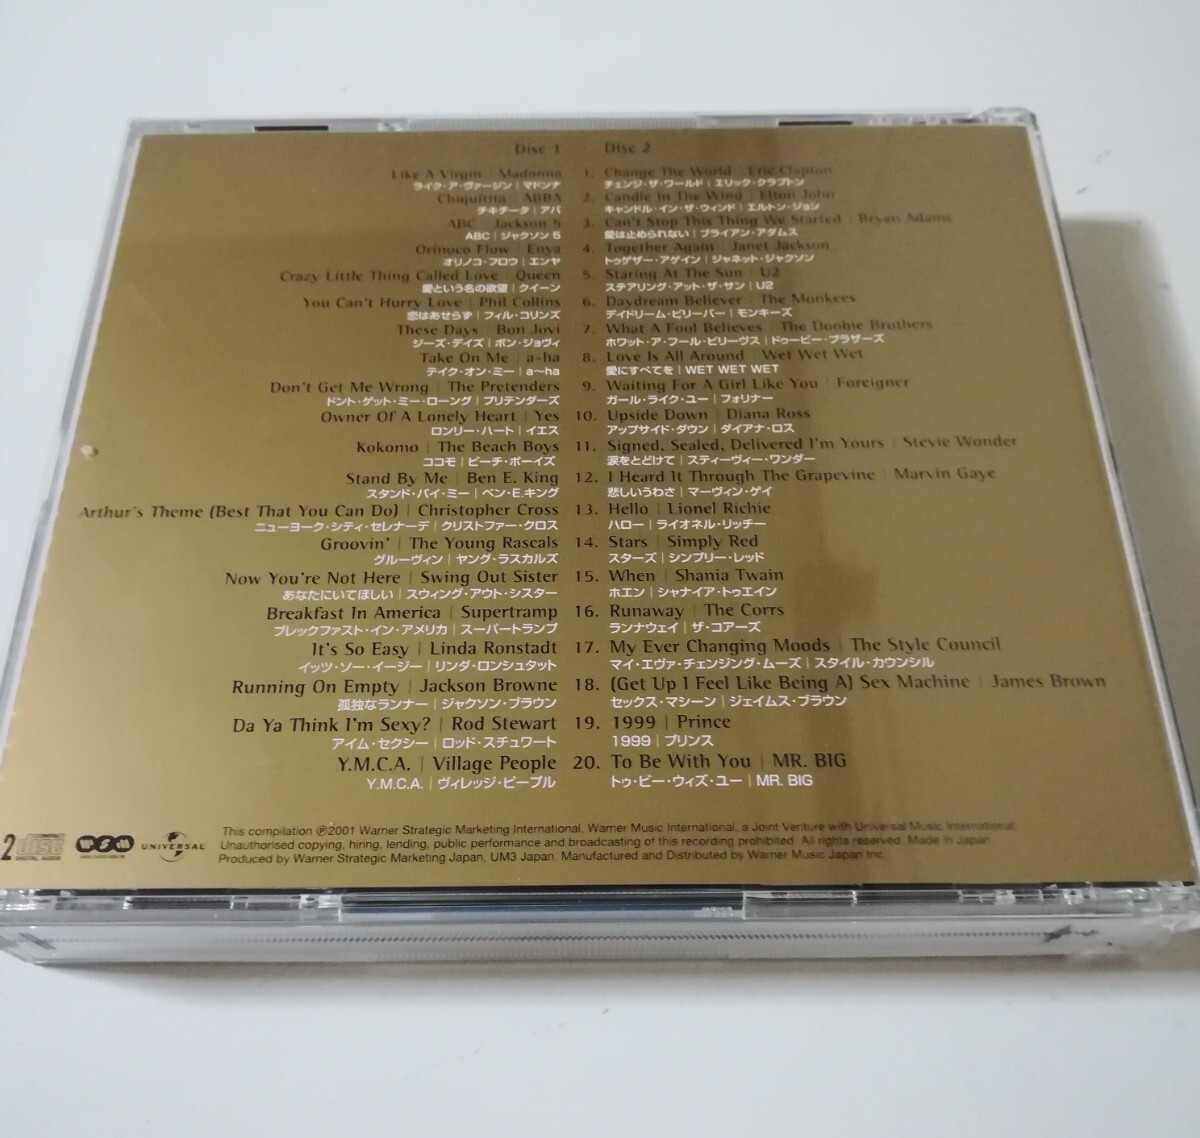 Disc 1
Like A Virgin | Madonna
ライク・ア・ヴァージン | マドンナ
Chiquitita | ABBA
チキチータ | アバ
ABC | Jackson 5
ABC | ジャクソン 5
Orinoco Flow | Enya
オリノコ・フロウ | エンヤ
Crazy Little Thing Called Love | Queen
愛という名の欲望 | クイーン
You Can't Hurry Love | Phil Collins
恋はあせらず | フィル・コリンズ
These Days | Bon Jovi
ジーズ・デイズ | ボン・ジョヴィ
Take On Me | a-ha
テイク・オン・ミー | a〜ha
Don't Get Me Wrong | The Pretenders
ドント・ゲット・ミー・ローング | プリテンダーズ
Owner Of A Lonely Heart | Yes
ロンリー・ハート | イエス
Kokomo | The Beach Boys
ココモ | ビーチ・ボーイズ
Stand By Me | Ben E. King
スタンド・バイ・ミー | ベン・E.キング
Arthur's Theme (Best That You Can Do) | Christopher Cross
ニューヨーク・シティ・セレナーデ | クリストファー・クロス
Groovin' | The Young Rascals
グルーヴィン | ヤング・ラスカルズ
Now You're Not Here | Swing Out Sister
あなたにいてほしい | スウィング・アウト・シスター
Breakfast In America | Supertramp
ブレックファスト・イン・アメリカ | スーパートランプ
It's So Easy | Linda Ronstadt
イッツ・ソー・イージー | リンダ・ロンシュタット
Running On Empty | Jackson Browne
孤独なランナー | ジャクソン・ブラウン
Da Ya Think I'm Sexy? | Rod Stewart
アイム・セクシー | ロッド・スチュワート
Y.M.C.A. | Village People
Y.M.C.A. | ヴィレッジ・ピープル
Disc 2
1. Change The World | Eric Clapton
チェンジ・ザ・ワールド | エリック・クラプトン
2. Candle In The Wind | Elton John
キャンドル・イン・ザ・ウィンド | エルトン・ジョン
3. Can't Stop This Thing We Started | Bryan Adams
愛は止められない | ブライアン・アダムス
4. Together Again | Janet Jackson
トゥゲザー・アゲイン | ジャネット・ジャクソン
5. Staring At The Sun | U2
ステアリング・アット・ザ・サン | U2
6. Daydream Believer | The Monkees
デイドリーム・ビリーバー | モンキーズ
7. What A Fool Believes | The Doobie Brothers
ホワット・ア・フール・ビリーヴス | ドゥービー・ブラザーズ
8. Love Is All Around | Wet Wet Wet
愛にすべてを | WET WET WET
9. Waiting For A Girl Like You | Foreigner
ガール・ライク・ユー | フォリナー
10. Upside Down | Diana Ross
アップサイド・ダウン | ダイアナ・ロス
11. Signed, Sealed, Delivered I'm Yours | Stevie Wonder
涙をとどけて | スティーヴィー・ワンダー
12. I Heard It Through The Grapevine | Marvin Gaye
悲しいうわさ | マーヴィン・ゲイ
13. Hello | Lionel Richie
ハロー | ライオネル・リッチー
14. Stars | Simply Red
スターズ | シンプリー・レッド
15. When | Shania Twain
ホエン | シャナイア・トゥエイン
16. Runaway | The Corrs
ランナウェイ | ザ・コアーズ
17. My Ever Changing Moods | The Style Council
マイ・エヴァ・チェンジング・ムーズ | スタイル・カウンシル
18. (Get Up I Feel Like Being A) Sex Machine | James Brown
セックス・マシーン | ジェイムス・ブラウン
19. 1999 | Prince
1999 | プリンス
20. To Be With You | MR. BIG
トゥ・ビー・ウィズ・ユー | MR. BIG
2 disc
DIGITAL AUDIO
WSM
UNIVERSAL
This compilation ℗2001 Warner Strategic Marketing International, Warner Music International, a Joint Venture with Universal Music International.
Unauthorised copying, hiring, lending, public performance and broadcasting of this recording prohibited. All rights reserved. Made in Japan.
Produced by Warner Strategic Marketing Japan, UM3 Japan. Manufactured and Distributed by Warner Music Japan Inc.